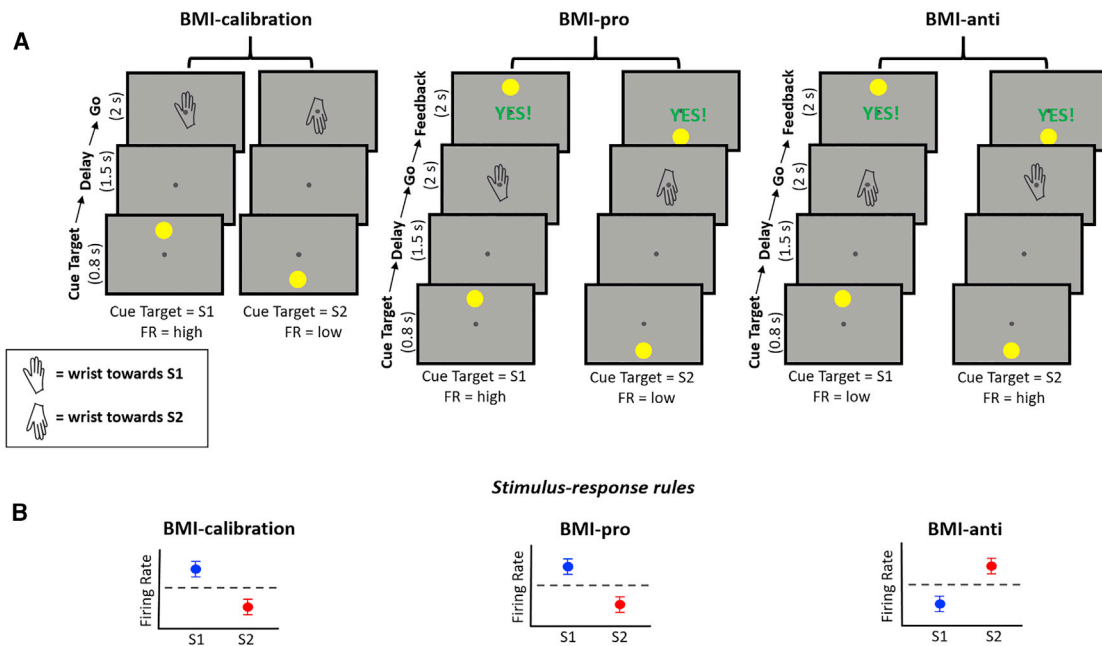 A
BMI-calibration
BMI-pro
BMI-anti
Cue Target Delay Go
(0.8 s) (1.5 s) (2 s)
Cue Target = S1
FR = high
Cue Target = S2
FR = low
Cue Target Delay Go Feedback
(0.8 s) (1.5 s) (2 s) (2 s)
YES!
YES!
Cue Target = S1
FR = high
Cue Target = S2
FR = low
Cue Target Delay Go Feedback
(0.8 s) (1.5 s) (2 s) (2 s)
YES!
YES!
Cue Target = S1
FR = low
Cue Target = S2
FR = high
= wrist towards S1
= wrist towards S2
Stimulus-response rules
B
BMI-calibration
Firing Rate
S1 S2
BMI-pro
Firing Rate
S1 S2
BMI-anti
Firing Rate
S1 S2